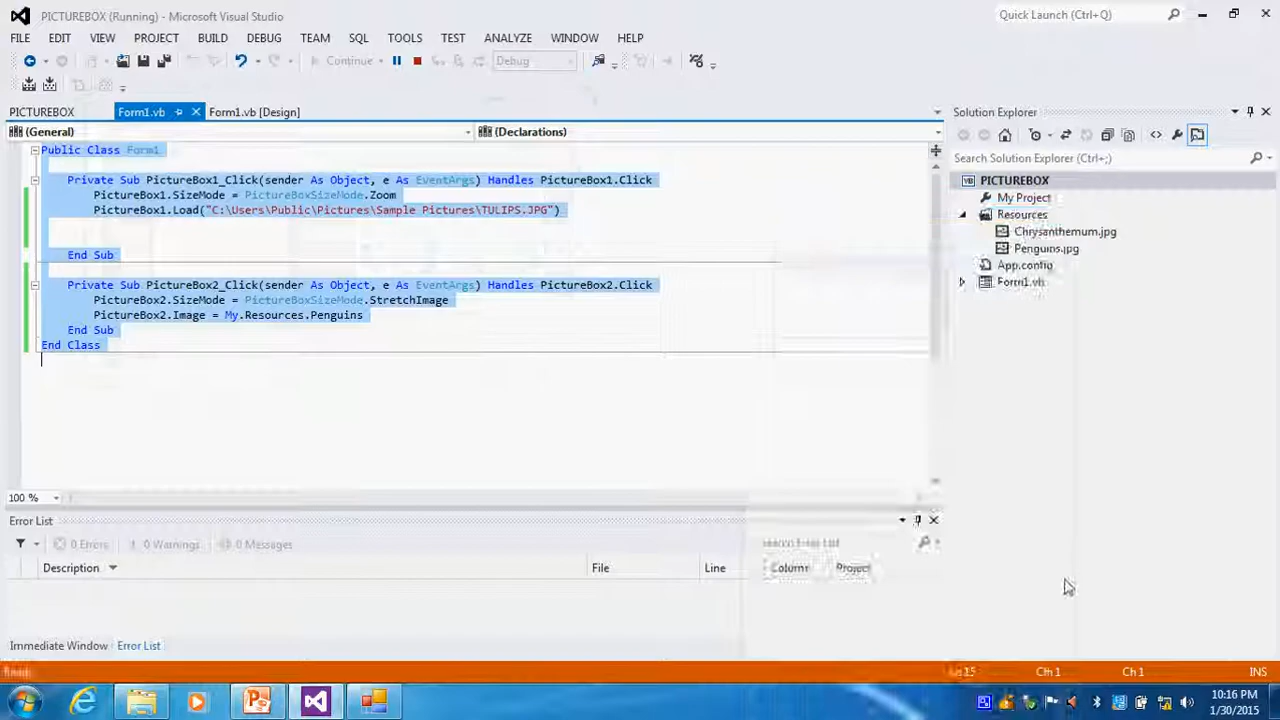 PICTUREBOX (Running) - Microsoft Visual Studio
Quick Launch (Ctrl+Q)
FILE EDIT VIEW PROJECT BUILD DEBUG TEAM SQL TOOLS TEST ANALYZE WINDOW HELP
Continue Debug
PICTUREBOX Form1.vb Form1.vb [Design]
(General) (Declarations)
Public Class Form1
Private Sub PictureBox1_Click(sender As Object, e As EventArgs) Handles PictureBox1.Click
PictureBox1.SizeMode = PictureBoxSizeMode.Zoom
PictureBox1.Load("C:\Users\Public\Pictures\Sample Pictures\TULIPS.JPG")
End Sub
Private Sub PictureBox2_Click(sender As Object, e As EventArgs) Handles PictureBox2.Click
PictureBox2.SizeMode = PictureBoxSizeMode.StretchImage
PictureBox2.Image = My.Resources.Penguins
End Sub
End Class
100 %
Solution Explorer
Search Solution Explorer (Ctrl+;)
VB PICTUREBOX
My Project
Resources
Chrysanthemum.jpg
Penguins.jpg
App.config
Form1.vb
Error List
0 Errors 0 Warnings 0 Messages
Description File Line Column Project
Immediate Window Error List
Ln 15 Ch 1 INS
10:16 PM
1/30/2015